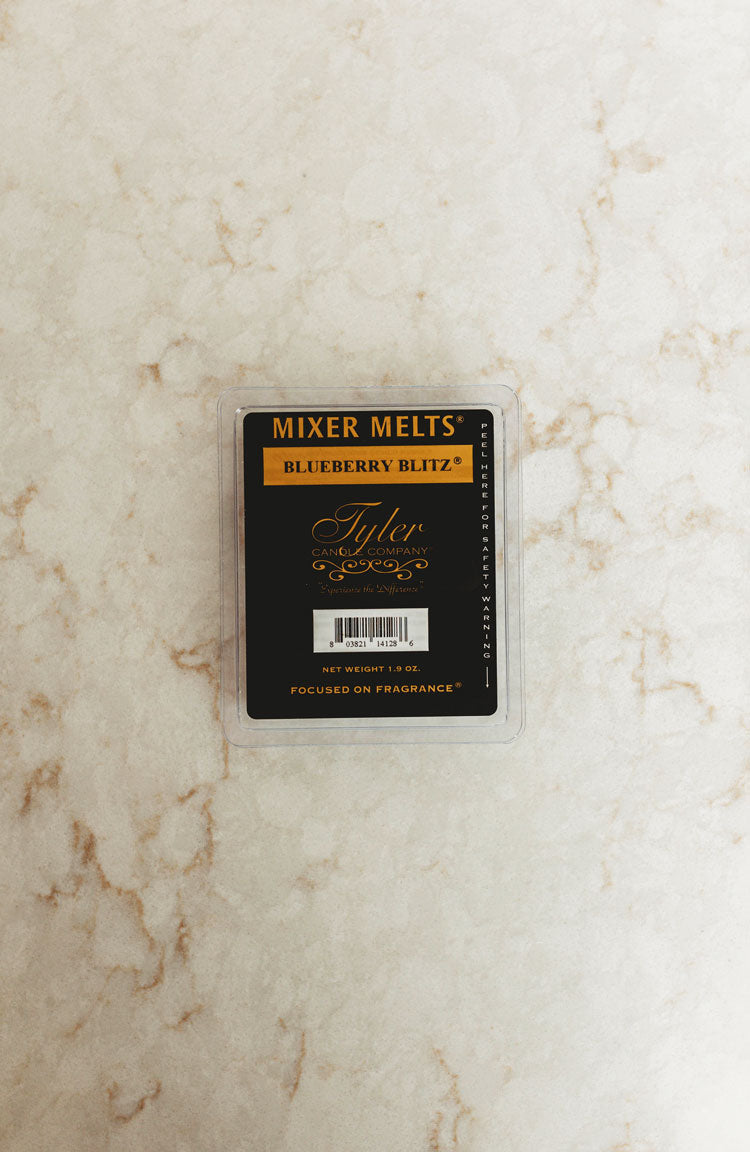 MIXER MELTS®
BLUEBERRY BLITZ®
Tyler
CANDLE COMPANY™
"Experience the Difference"
8 03821 14128 6
NET WEIGHT 1.9 OZ.
FOCUSED ON FRAGRANCE®
PEEL HERE FOR SAFETY WARNING